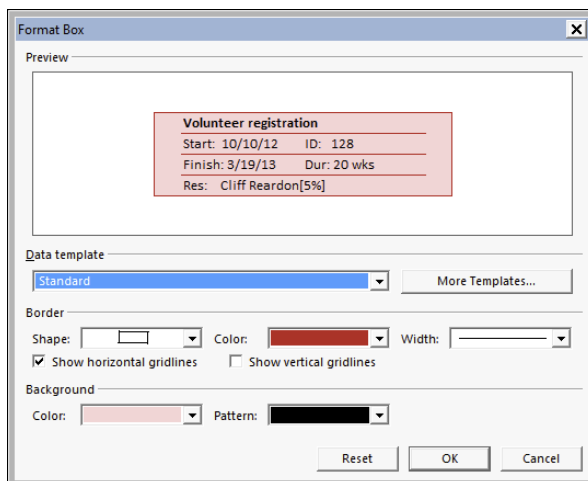 Format Box
Preview
Volunteer registration
Start: 10/10/12 ID: 128
Finish: 3/19/13 Dur: 20 wks
Res: Cliff Reardon[5%]
Data template
Standard More Templates...
Border
Shape: Color: Width:
Show horizontal gridlines Show vertical gridlines
Background
Color: Pattern:
Reset OK Cancel